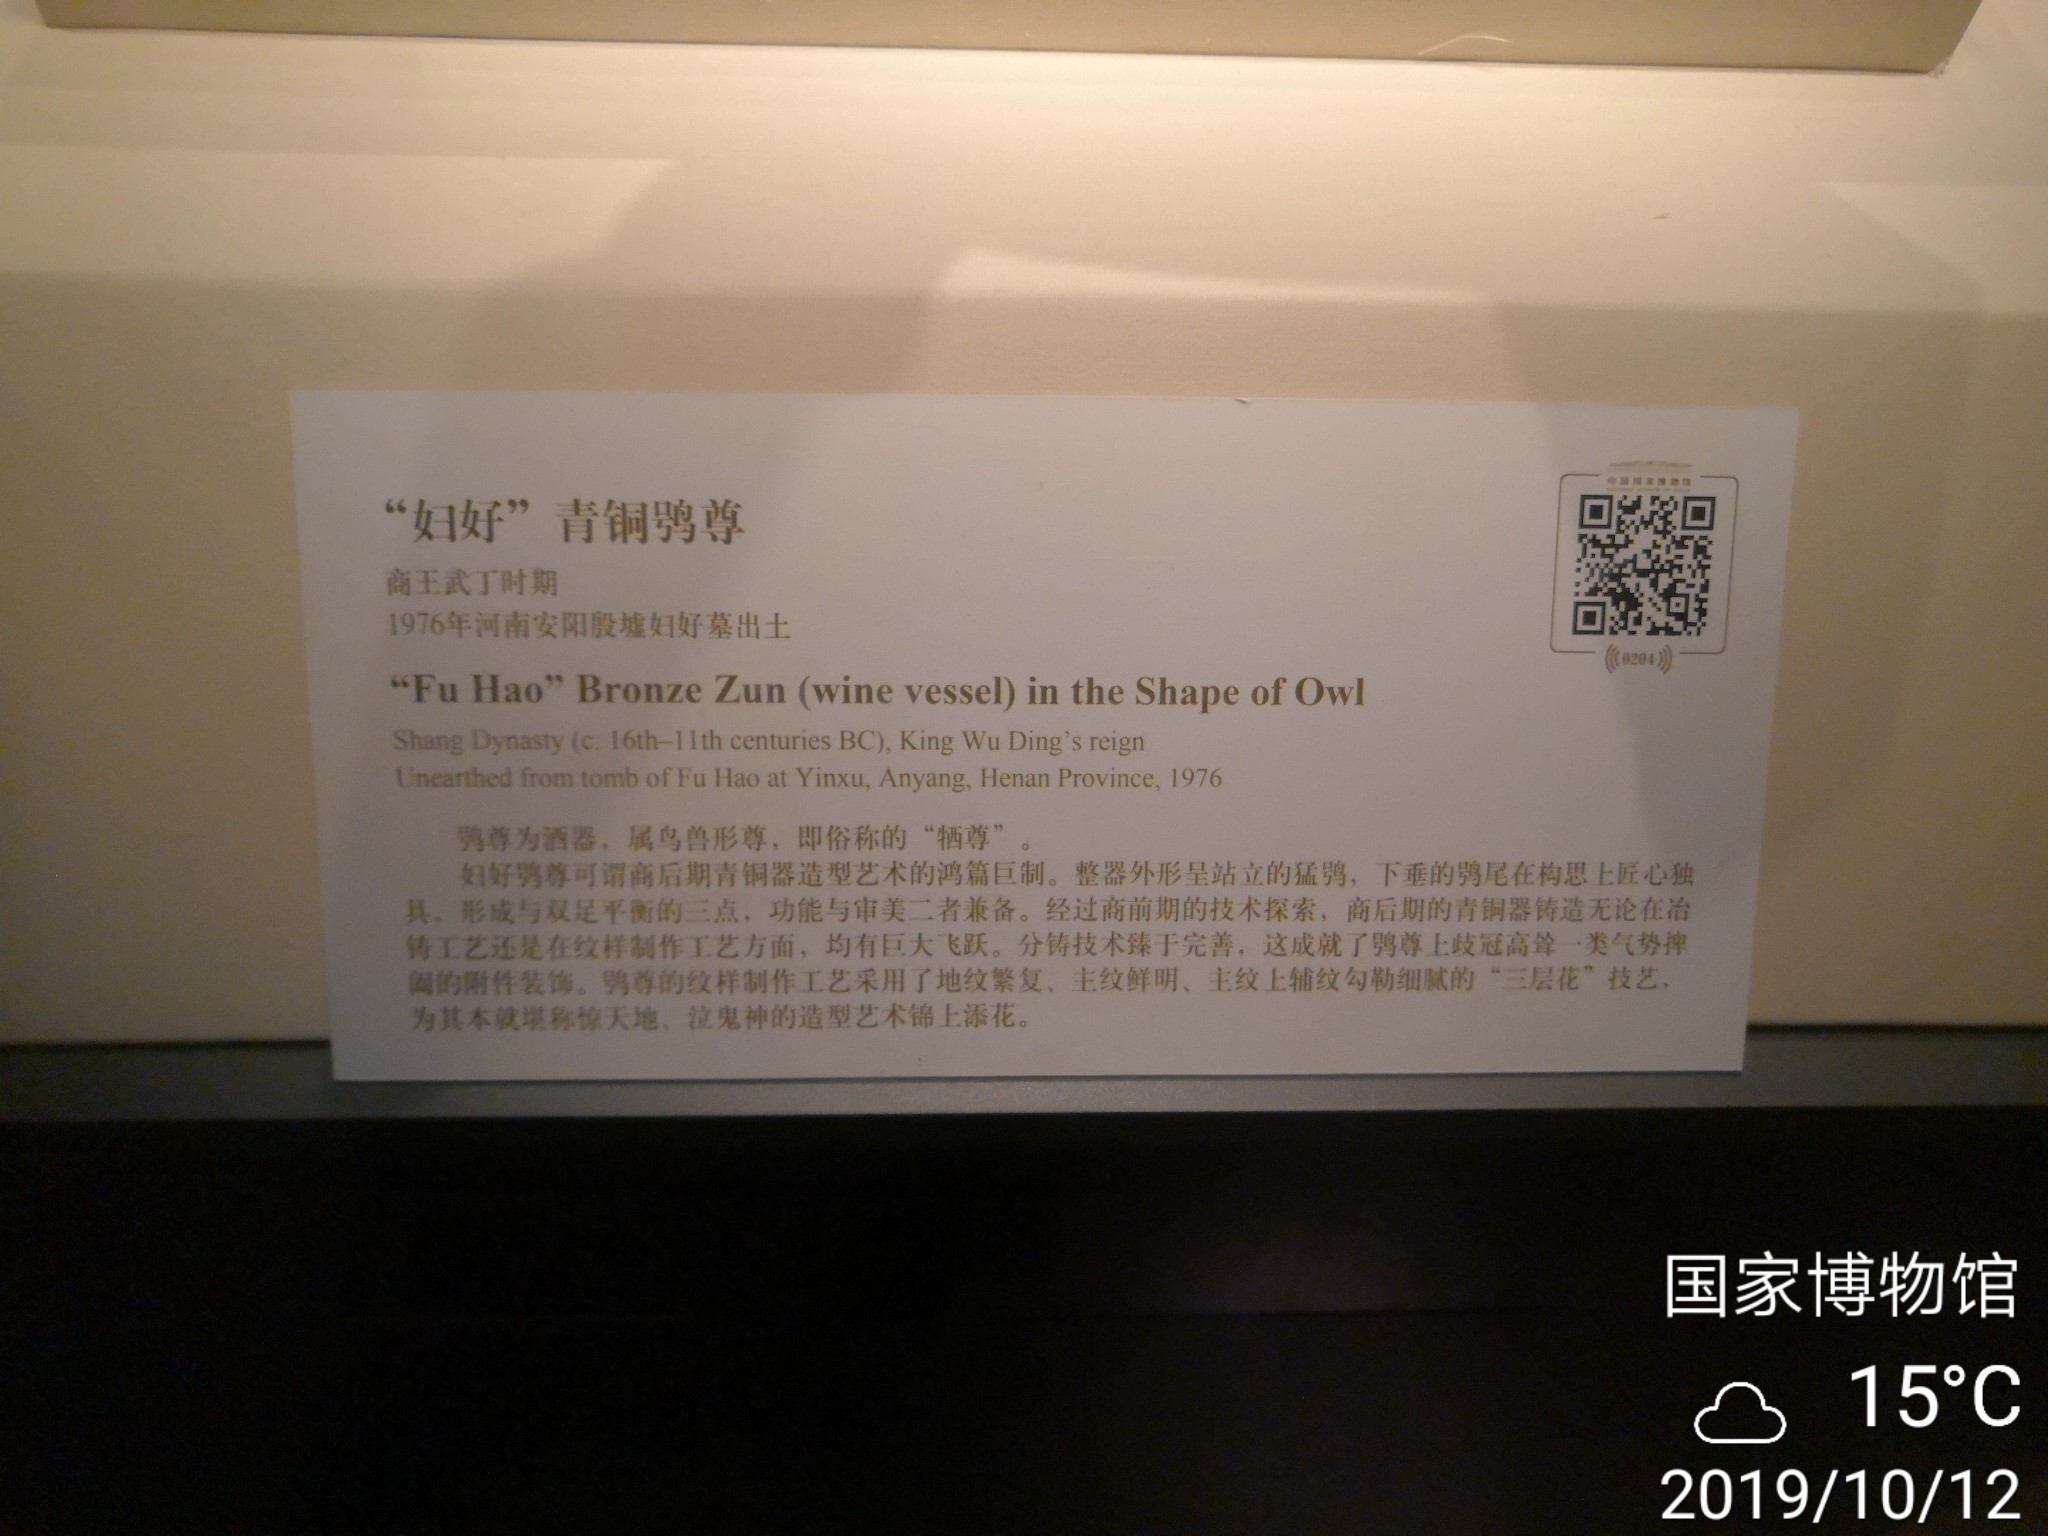 中国国家博物馆
“妇好”青铜鸮尊
商王武丁时期
1976年河南安阳殷墟妇好墓出土
0204
“Fu Hao” Bronze Zun (wine vessel) in the Shape of Owl
Shang Dynasty (c. 16th–11th centuries BC), King Wu Ding’s reign
Unearthed from tomb of Fu Hao at Yinxu, Anyang, Henan Province, 1976
鸮尊为酒器，属鸟兽形尊，即俗称的“牺尊”。
妇好鸮尊可谓商后期青铜器造型艺术的鸿篇巨制。整器外形呈站立的猛鸮，下垂的鸮尾在构思上匠心独
具，形成与双足平衡的三点，功能与审美二者兼备。经过商前期的技术探索，商后期的青铜器铸造无论在冶
铸工艺还是在纹样制作工艺方面，均有巨大飞跃。分铸技术臻于完善，这成就了鸮尊上歧冠高耸一类气势捭
阖的附件装饰。鸮尊的纹样制作工艺采用了地纹繁复、主纹鲜明、主纹上辅纹勾勒细腻的“三层花”技艺，
为其本就堪称惊天地、泣鬼神的造型艺术锦上添花。
国家博物馆
15°C
2019/10/12